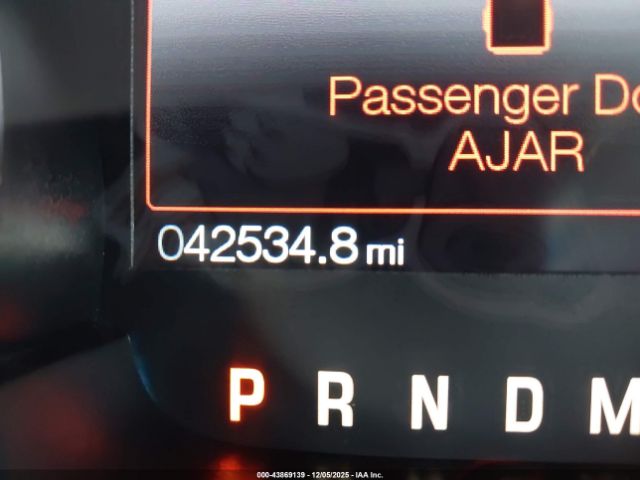 Passenger Do
AJAR
042534.8 mi
P R N D M
000-43869139 - 12/05/2025 - IAA Inc.